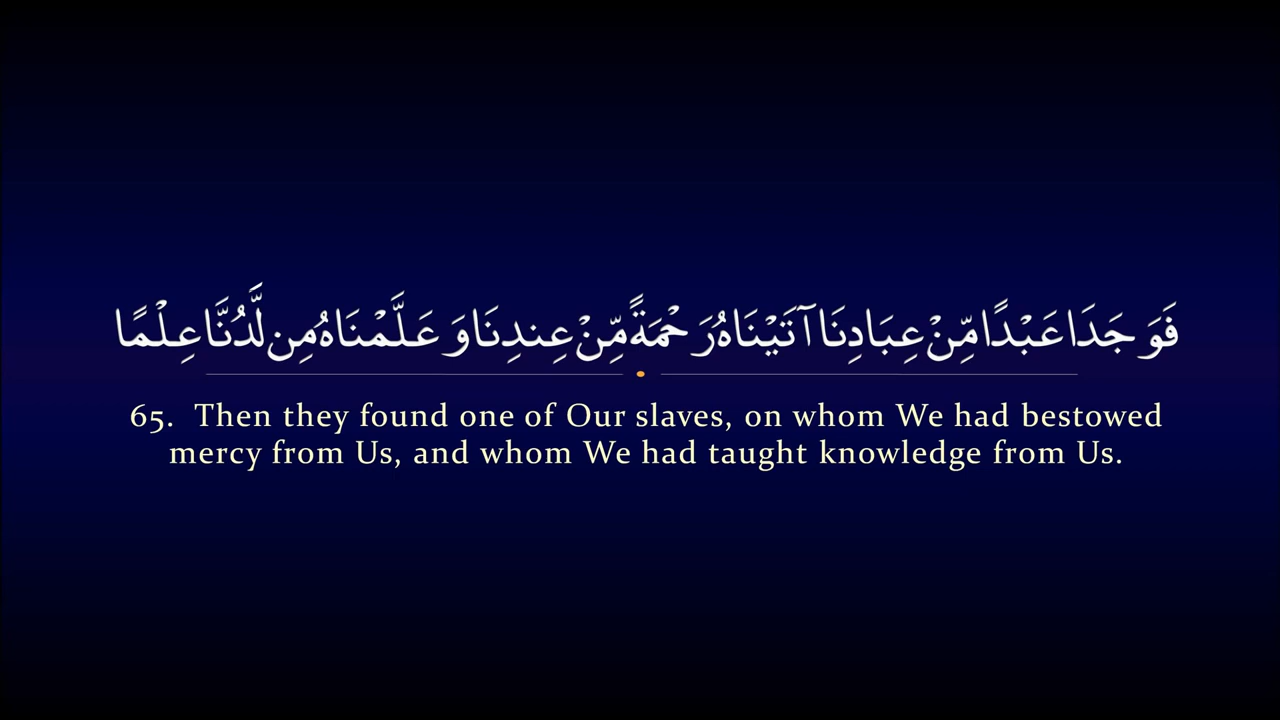 فَوَجَدَا عَبْدًا مِّنْ عِبَادِنَا آتَيْنَاهُ رَحْمَةً مِّنْ عِندِنَا وَعَلَّمْنَاهُ مِن لَّدُنَّا عِلْمًا
65. Then they found one of Our slaves, on whom We had bestowed
mercy from Us, and whom We had taught knowledge from Us.